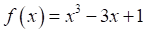 f(x) = x³ − 3x + 1